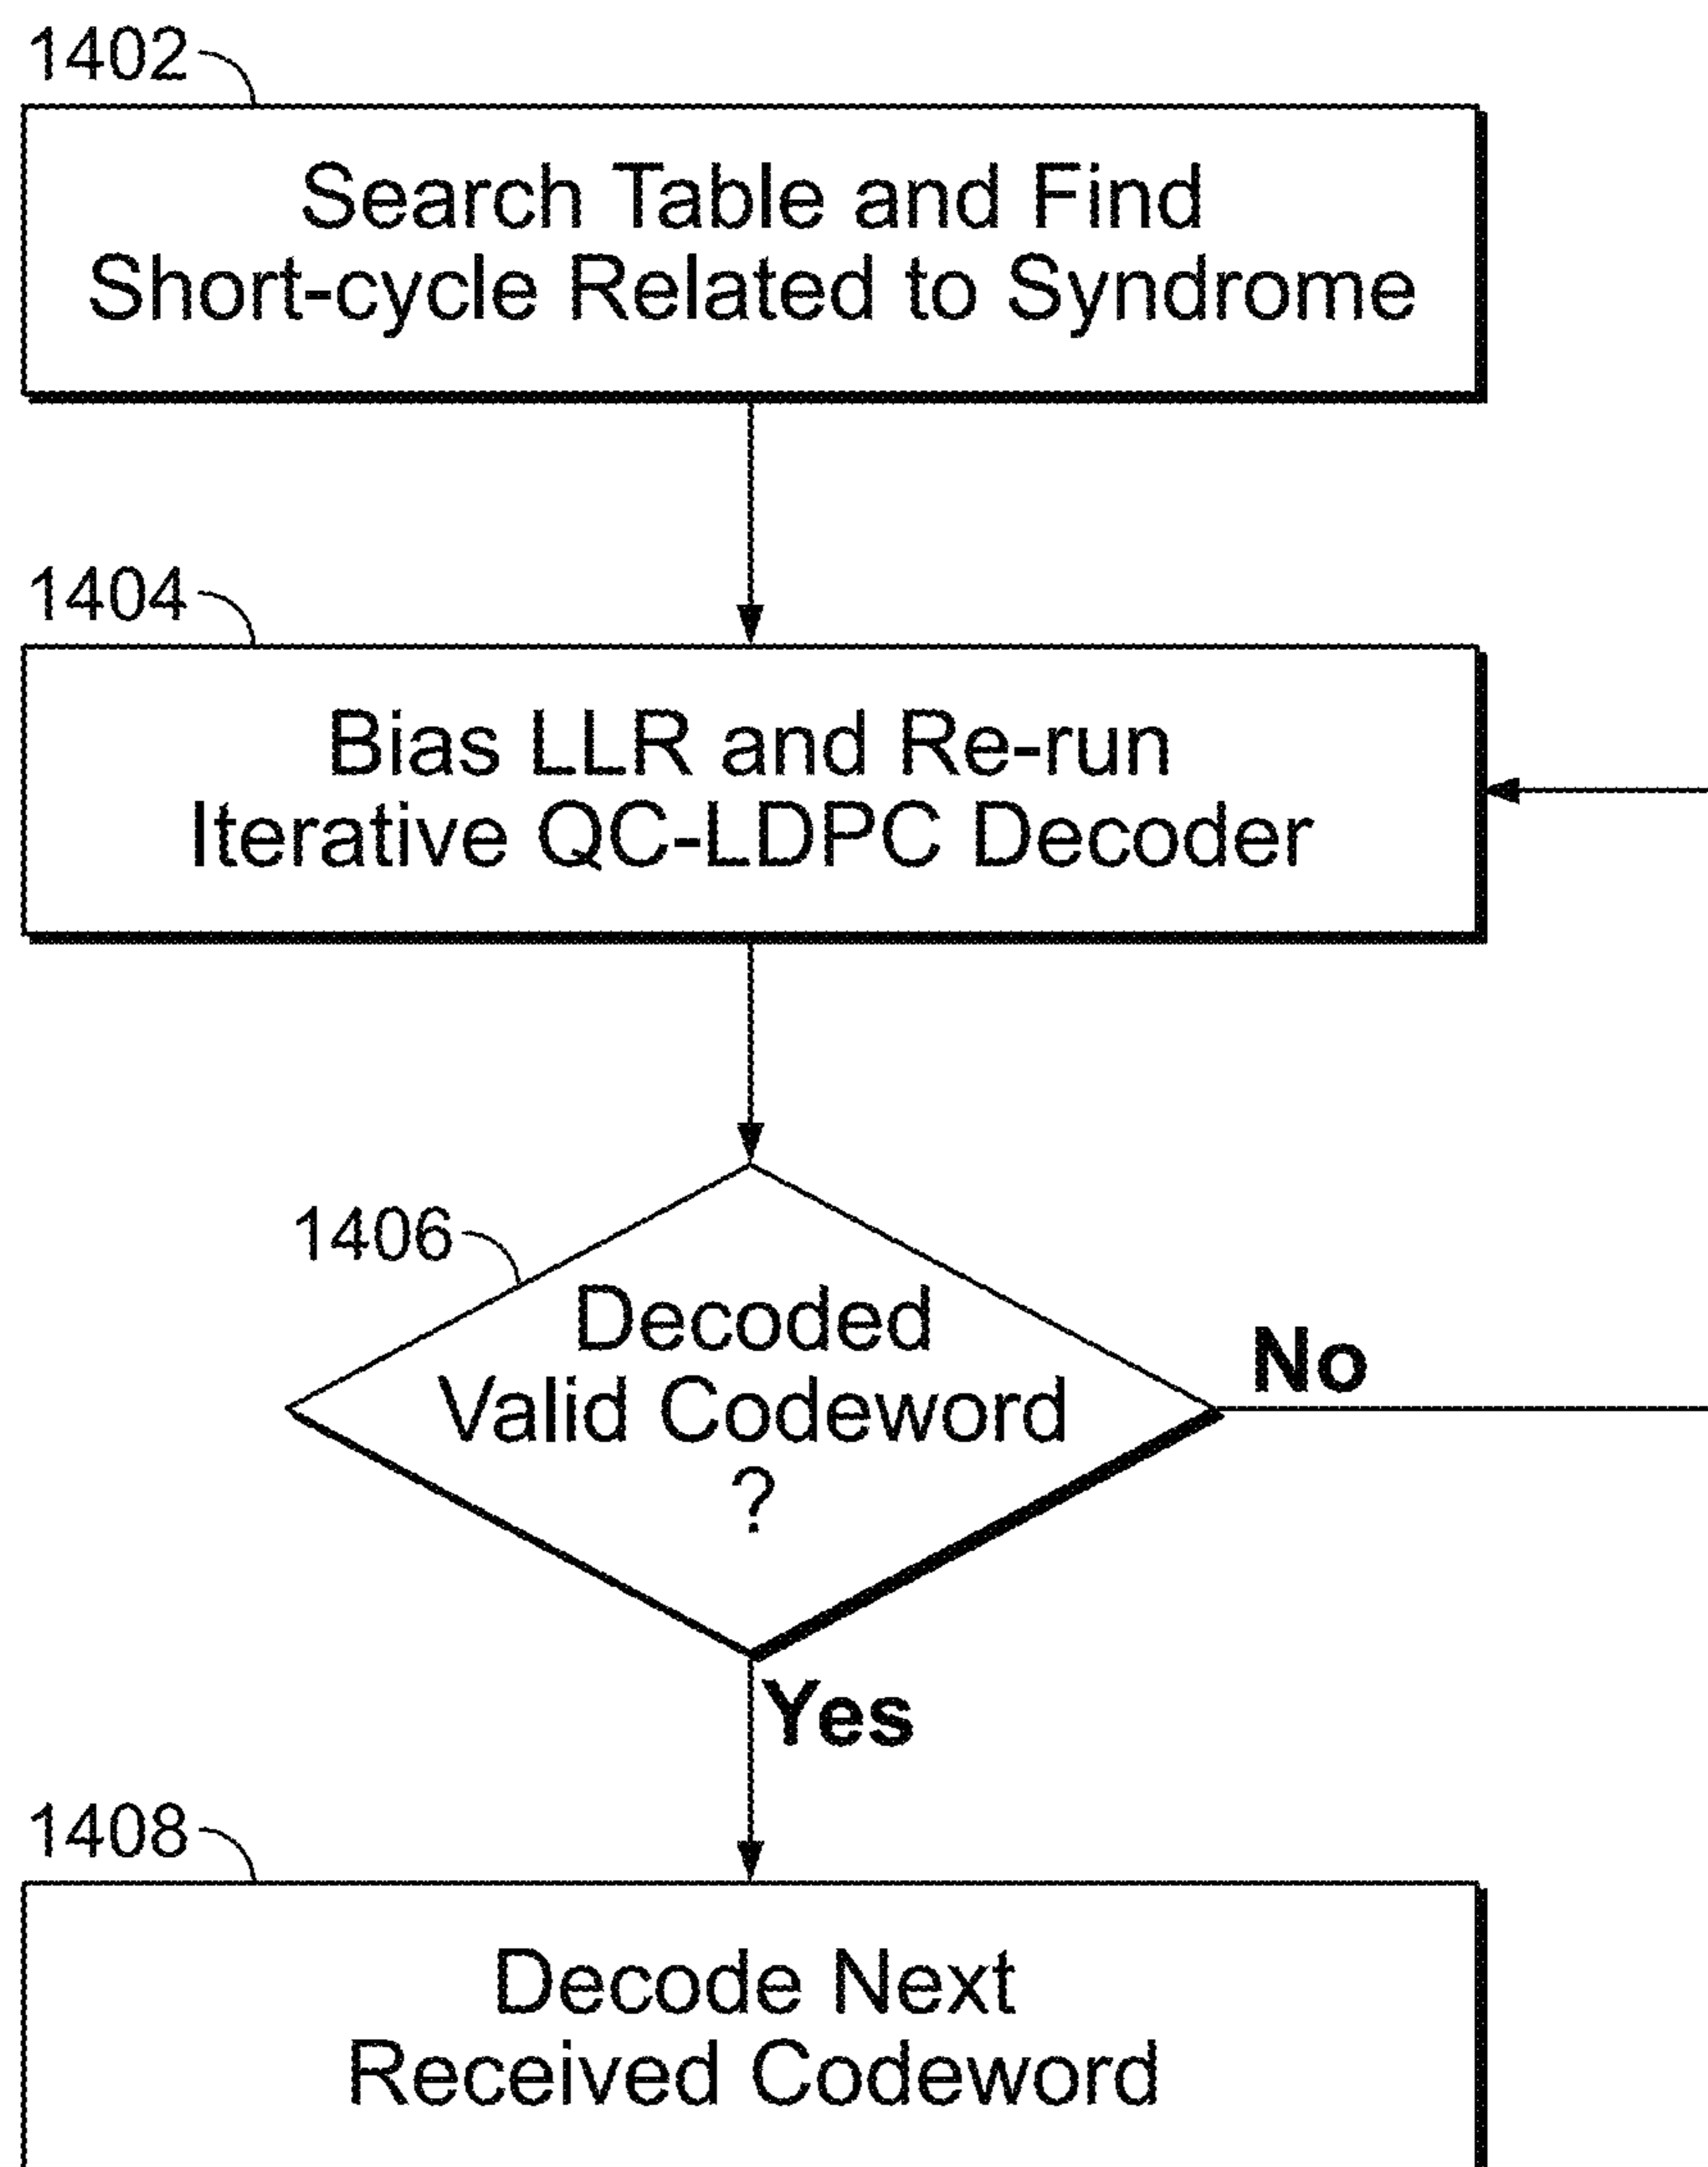 1402
Search Table and Find
Short-cycle Related to Syndrome
1404
Bias LLR and Re-run
Iterative QC-LDPC Decoder
1406
Decoded
Valid Codeword
?
No
Yes
1408
Decode Next
Received Codeword